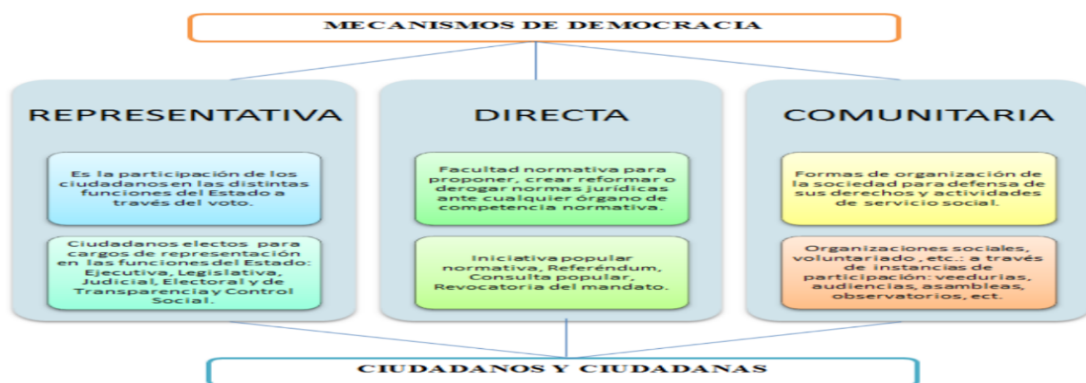 MECANISMOS DE DEMOCRACIA
REPRESENTATIVA
Es la participación de los
ciudadanos en las distintas
funciones del Estado a
través del voto.
Ciudadanos electos para
cargos de representación
en las funciones del Estado:
Ejecutiva, Legislativa,
Judicial, Electoral y de
Transparencia y Control
Social.
DIRECTA
Facultad normativa para
proponer, crear reformar o
derogar normas jurídicas
ante cualquier órgano de
competencia normativa.
Iniciativa popular
normativa, Referéndum,
Consulta popular,
Revocatoria del mandato.
COMUNITARIA
Formas de organización de
la sociedad para defensa de
sus derechos y actividades
de servicio social.
Organizaciones sociales,
voluntariado, etc.: a través
de instancias de
participación: veedurias,
audiencias, asambleas,
observatorios, ect.
CIUDADANOS Y CIUDADANAS